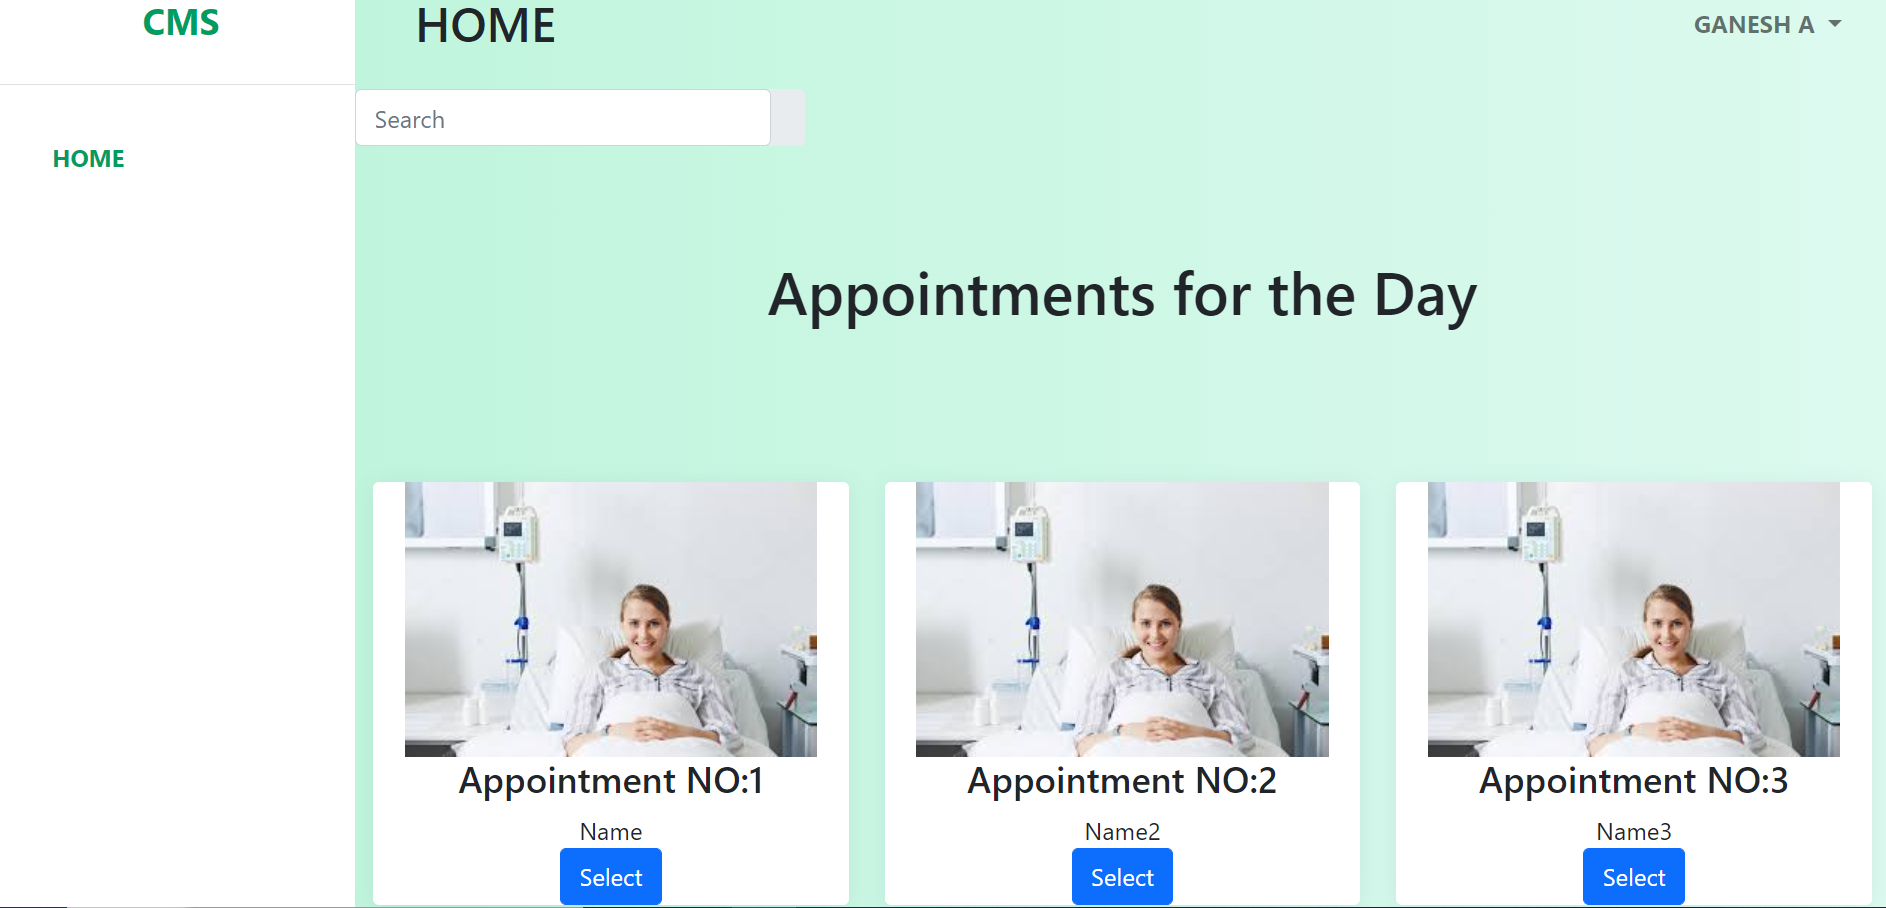 CMS
HOME
GANESH A
Search
HOME
Appointments for the Day
Appointment NO:1
Name
Select
Appointment NO:2
Name2
Select
Appointment NO:3
Name3
Select